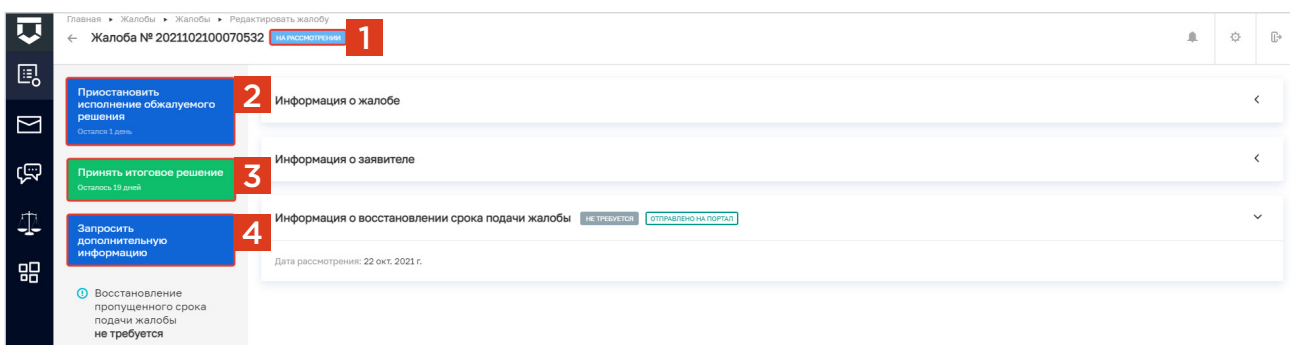 Главная ▸ Жалобы ▸ Жалобы ▸ Редактировать жалобу
← Жалоба № 2021102100070532 НА РАССМОТРЕНИИ 1
Приостановить
исполнение обжалуемого
решения
Остался 1 день
2
Информация о жалобе
Принять итоговое решение
Осталось 19 дней
3
Информация о заявителе
Запросить
дополнительную
информацию
4
Информация о восстановлении срока подачи жалобы НЕ ТРЕБУЕТСЯ ОТПРАВЛЕНО НА ПОРТАЛ
Дата рассмотрения: 22 окт. 2021 г.
Восстановление
пропущенного срока
подачи жалобы
не требуется